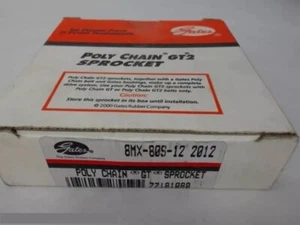 Gates
POLY CHAIN GT2
SPROCKET
Poly Chain GT2 sprockets, together with a Gates Poly
Chain belt and Gates bushings, make up a complete
drive system. Use your Poly Chain GT2 sprockets with
Poly Chain GT or Poly Chain GT2 belts only.
Caution:
Store this sprocket in its box until installation.
© 2000 Gates Rubber Company
Gates
8MX-80S-12 2012
POLY CHAIN GT SPROCKET